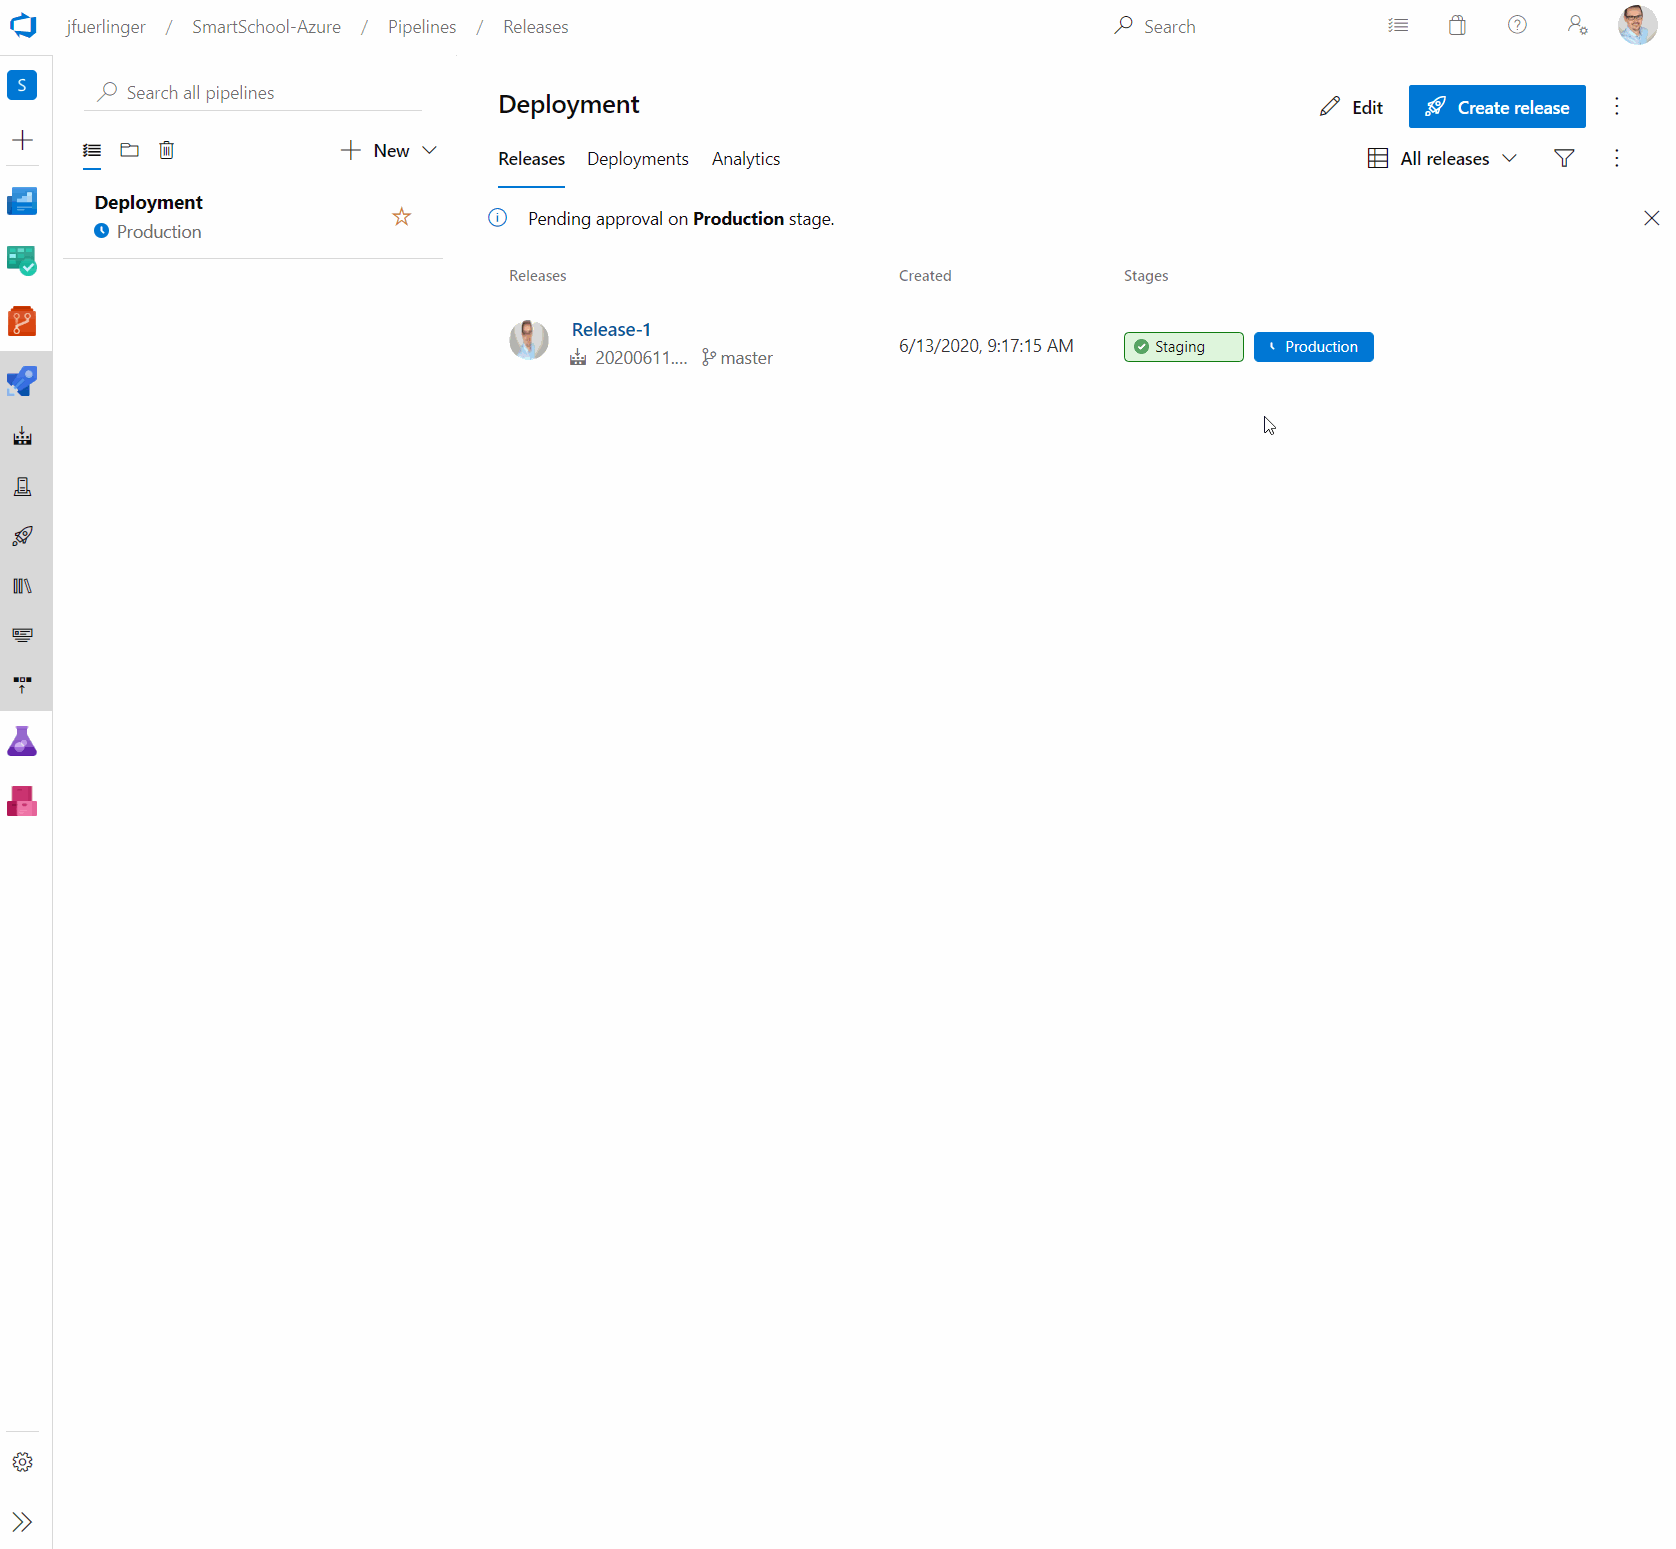 jfuerlinger / SmartSchool-Azure / Pipelines / Releases
Search
S
Search all pipelines
New
Deployment
Production
Deployment
Edit
Create release
Releases
Deployments
Analytics
All releases
Pending approval on Production stage.
Releases
Created
Stages
Release-1
20200611....
master
6/13/2020, 9:17:15 AM
Staging
Production